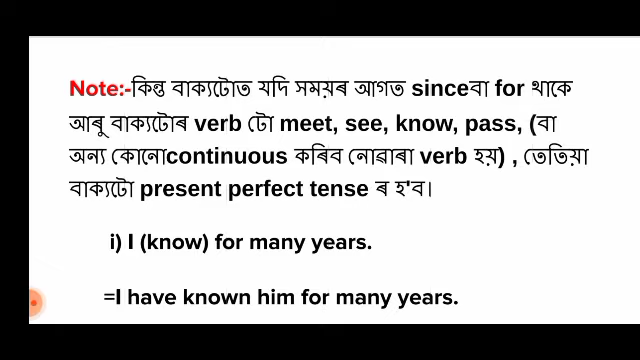 Note:-কিন্তু বাক্যটোত যদি সময়ৰ আগত sinceবা for থাকে
আৰু বাক্যটোৰ verb টো meet, see, know, pass, (বা
অন্য কোনোcontinuous কৰিব নোৱাৰা verb হয়) , তেতিয়া
বাক্যটো present perfect tense ৰ হ'ব।
i) I (know) for many years.
=I have known him for many years.